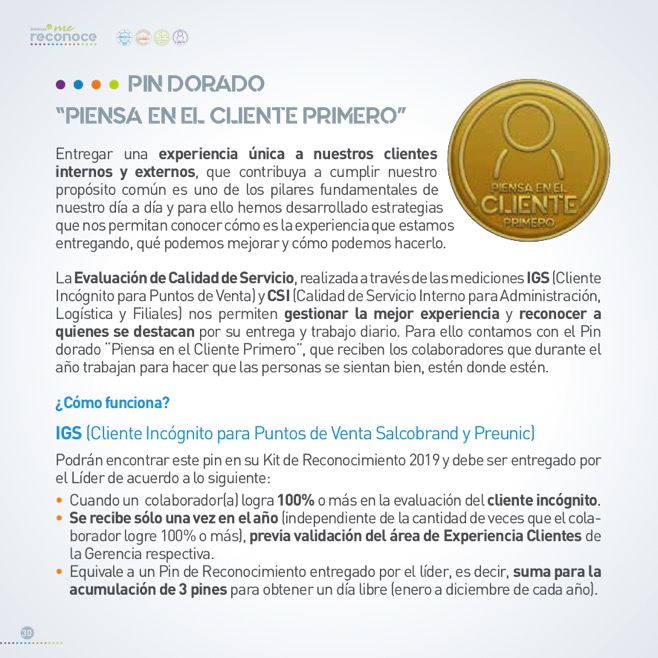 me
reconoce
PIN DORADO
"PIENSA EN EL CLIENTE PRIMERO"
PIENSA EN EL
CLIENTE
PRIMERO
Entregar una experiencia única a nuestros clientes
internos y externos, que contribuya a cumplir nuestro
propósito común es uno de los pilares fundamentales de
nuestro día a día y para ello hemos desarrollado estrategias
que nos permitan conocer cómo es la experiencia que estamos
entregando, qué podemos mejorar y cómo podemos hacerlo.
La Evaluación de Calidad de Servicio, realizada a través de las mediciones IGS (Cliente
Incógnito para Puntos de Venta) y CSI (Calidad de Servicio Interno para Administración,
Logística y Filiales) nos permiten gestionar la mejor experiencia y reconocer a
quienes se destacan por su entrega y trabajo diario. Para ello contamos con el Pin
dorado "Piensa en el Cliente Primero", que reciben los colaboradores que durante el
año trabajan para hacer que las personas se sientan bien, estén donde estén.
¿Cómo funciona?
IGS (Cliente Incógnito para Puntos de Venta Salcobrand y Preunic)
Podrán encontrar este pin en su Kit de Reconocimiento 2019 y debe ser entregado por
el Líder de acuerdo a lo siguiente:
• Cuando un colaborador(a) logra 100% o más en la evaluación del cliente incógnito.
• Se recibe sólo una vez en el año (independiente de la cantidad de veces que el cola-
borador logre 100% o más), previa validación del área de Experiencia Clientes de
la Gerencia respectiva.
• Equivale a un Pin de Reconocimiento entregado por el líder, es decir, suma para la
acumulación de 3 pines para obtener un día libre (enero a diciembre de cada año).
30